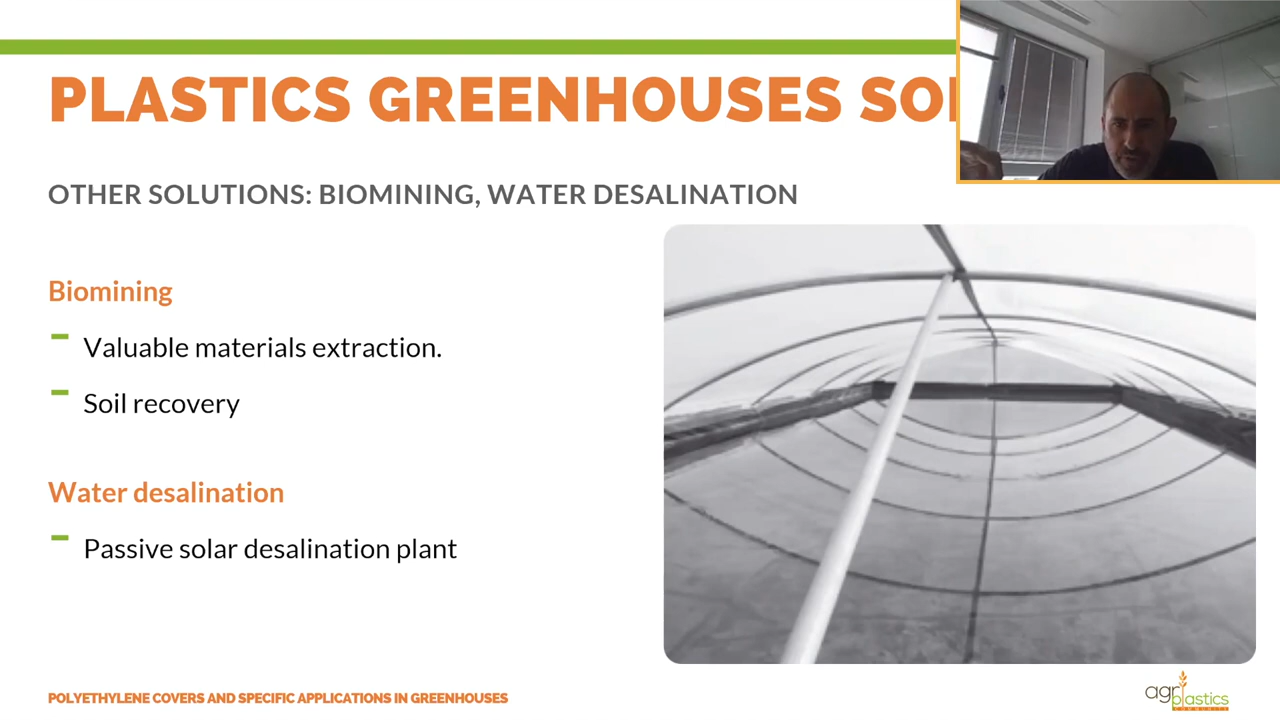 PLASTICS GREENHOUSES
OTHER SOLUTIONS: BIOMINING, WATER DESALINATION
Biomining
Valuable materials extraction.
Soil recovery
Water desalination
Passive solar desalination plant
POLYETHYLENE COVERS AND SPECIFIC APPLICATIONS IN GREENHOUSES
agriplastics
COMMUNITY